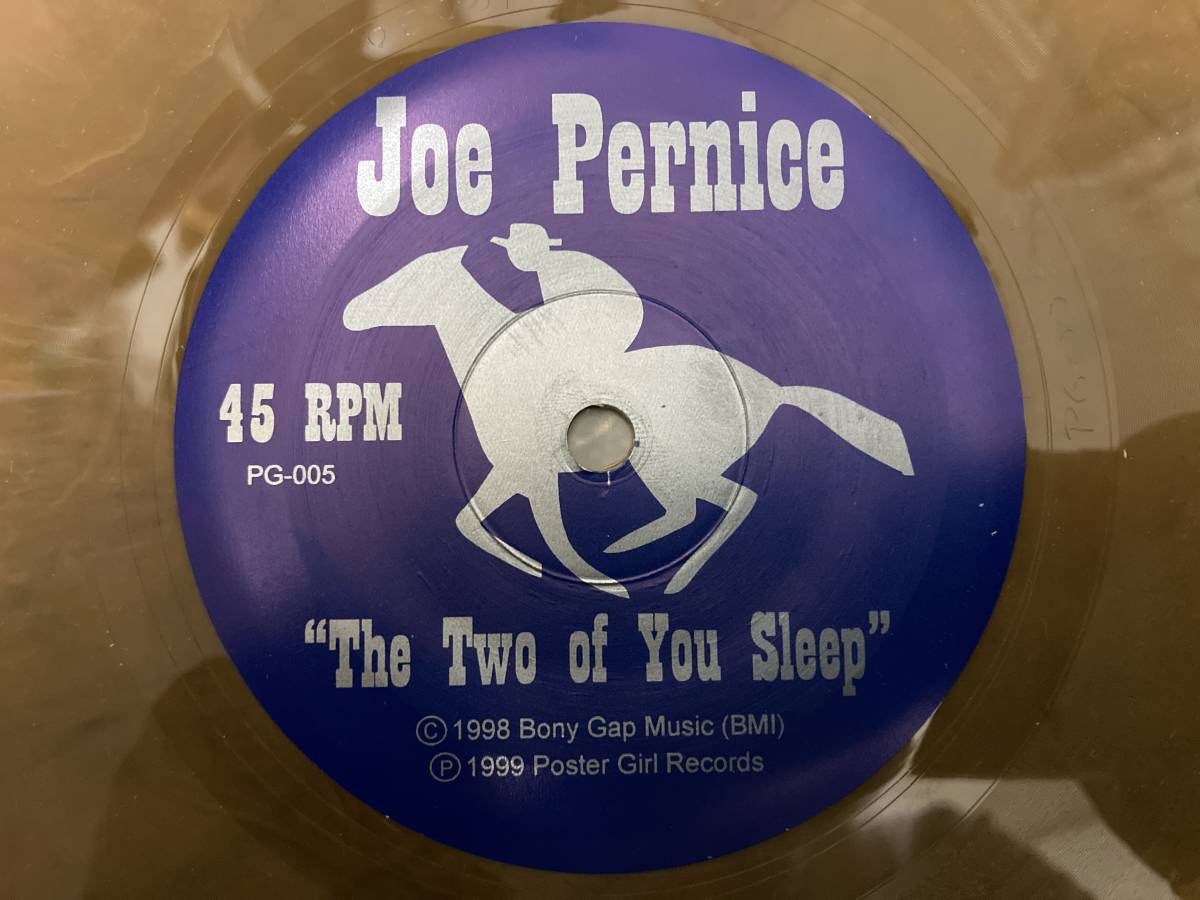 Joe Pernice
45 RPM
PG-005
“The Two of You Sleep”
© 1998 Bony Gap Music (BMI)
℗ 1999 Poster Girl Records